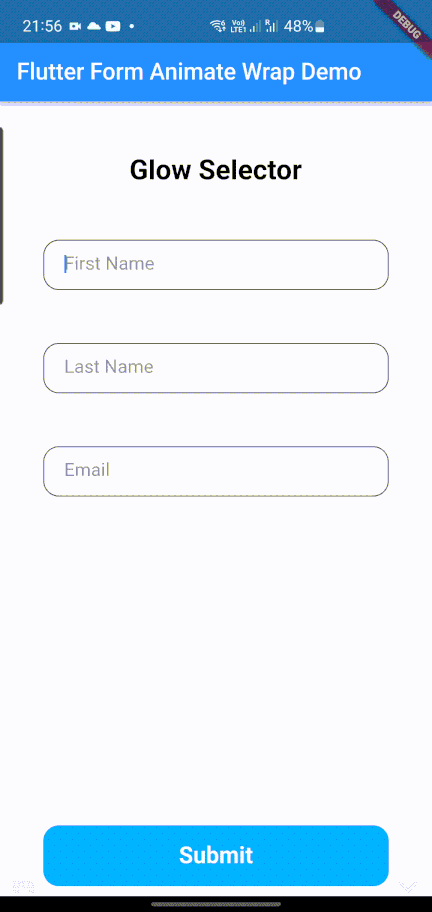 21:56 Vo)) LTE1 R 48%
DEBUG
Flutter Form Animate Wrap Demo
Glow Selector
First Name
Last Name
Email
Submit